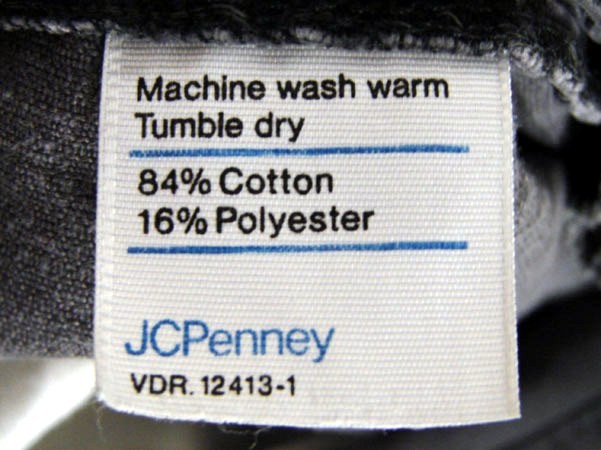 Machine wash warm
Tumble dry
84% Cotton
16% Polyester
JCPenney
VDR. 12413-1